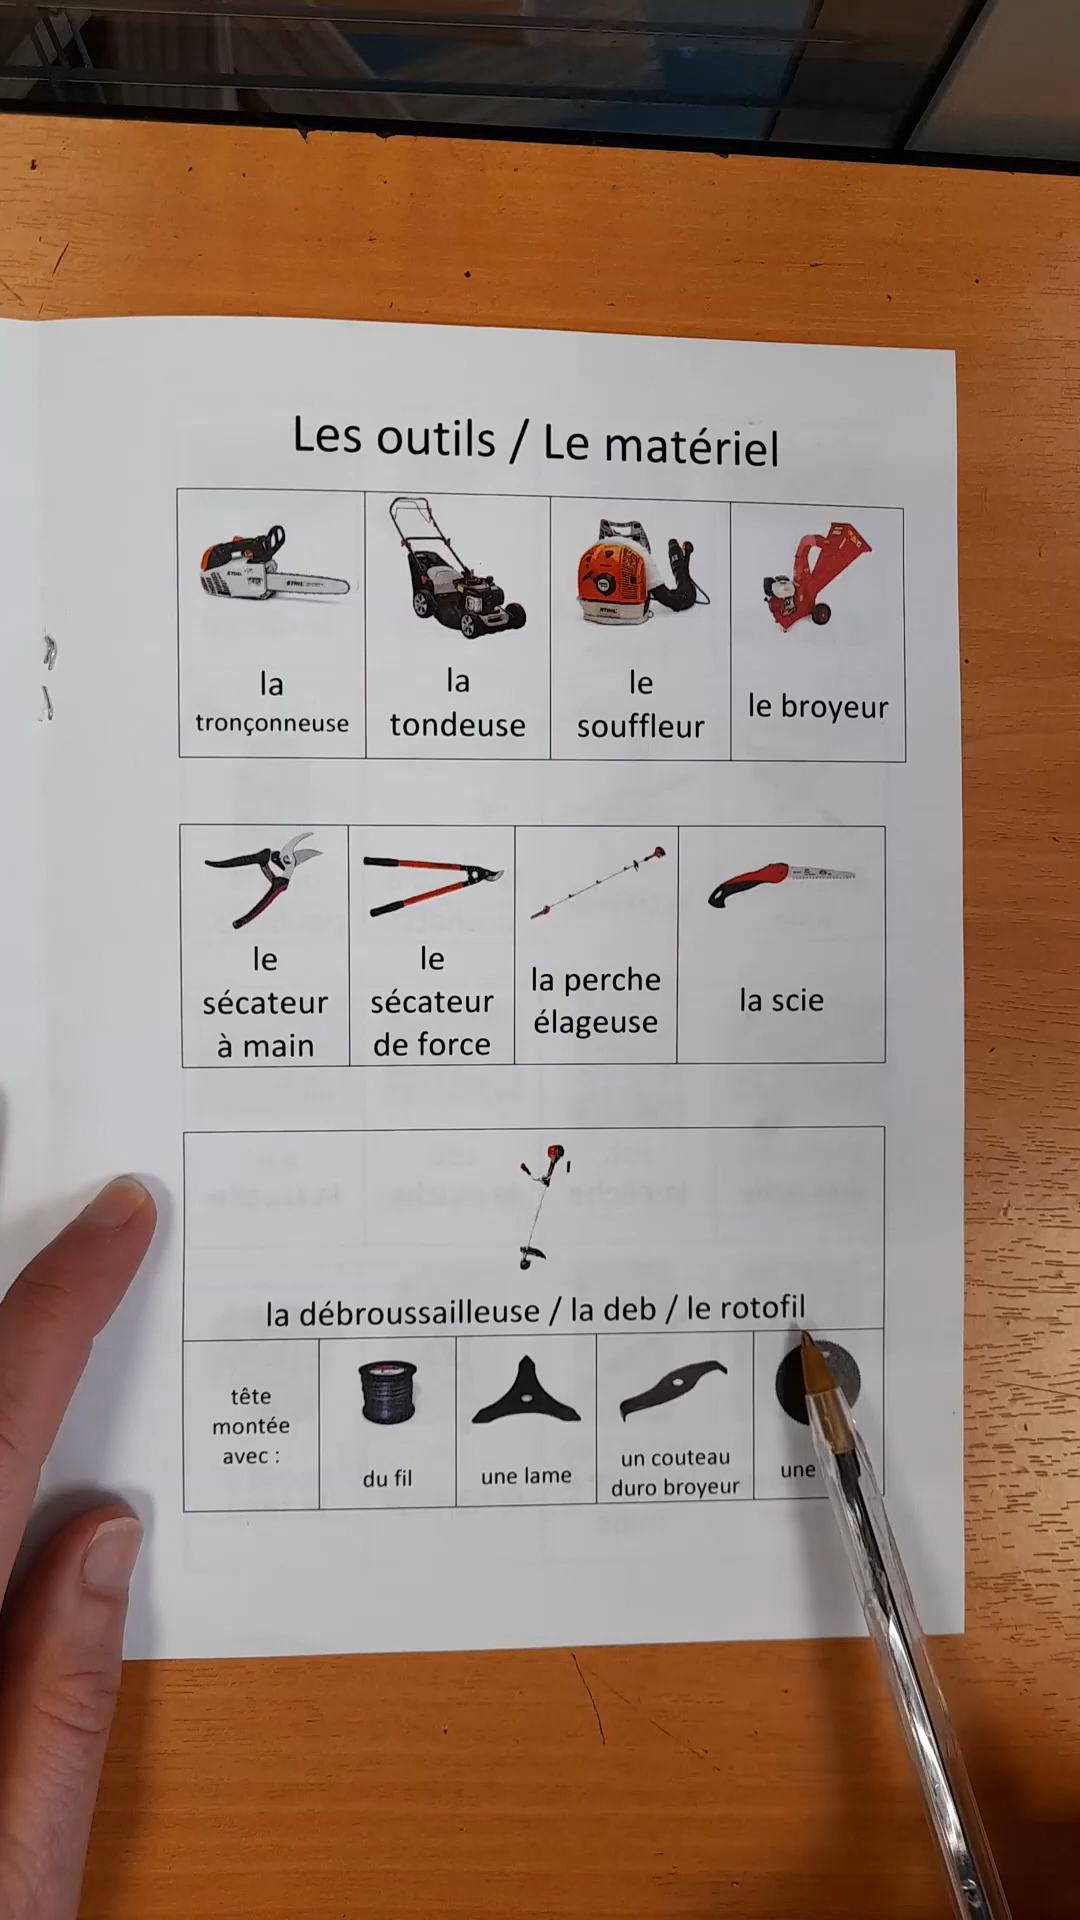 Les outils / Le matériel
la
tronçonneuse
la
tondeuse
le
souffleur
le broyeur
le
sécateur
à main
le
sécateur
de force
la perche
élageuse
la scie
la débroussailleuse / la deb / le rotofil
tête
montée
avec :
du fil
une lame
un couteau
duro broyeur
une